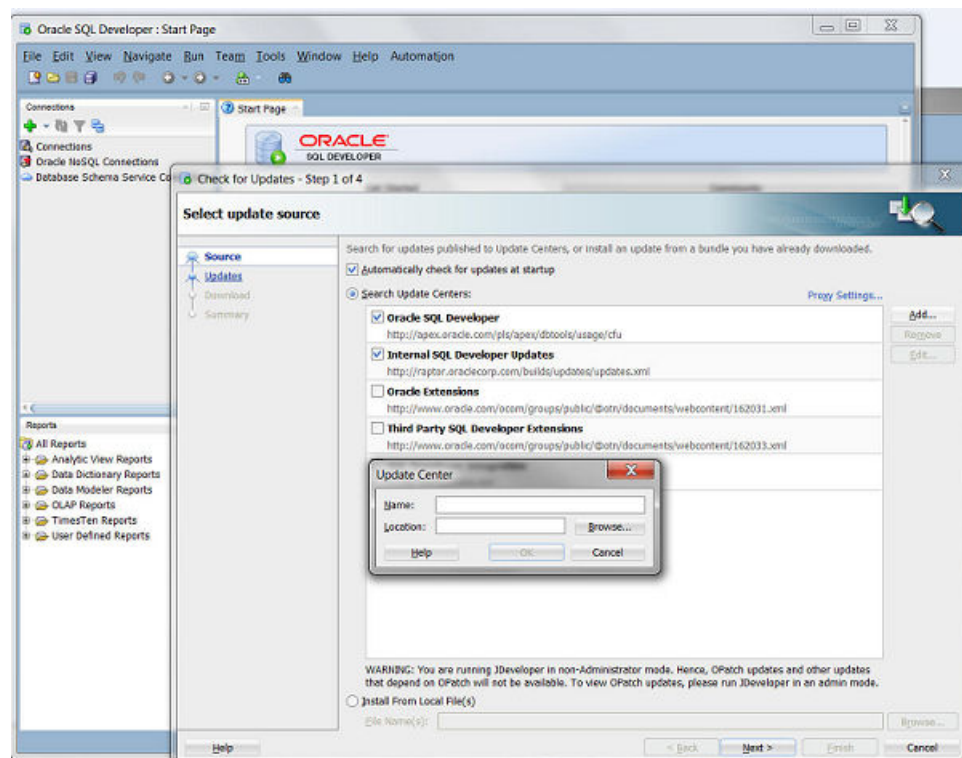 Oracle SQL Developer : Start Page
File Edit View Navigate Run Team Tools Window Help Automation
Connections
Start Page
Connections
Oracle NoSQL Connections
Database Schema Service Co
ORACLE
SQL DEVELOPER
Check for Updates - Step 1 of 4
Select update source
Source
Updates
Download
Summary
Search for updates published to Update Centers, or install an update from a bundle you have already downloaded.
Automatically check for updates at startup
Search Update Centers:
Proxy Settings...
Oracle SQL Developer
http://apex.oracle.com/pls/apex/dbtools/usage/cfu
Internal SQL Developer Updates
http://raptor.oraclecorp.com/builds/updates/updates.xml
Oracle Extensions
http://www.oracle.com/ocom/groups/public/@otn/documents/webcontent/162031.xml
Third Party SQL Developer Extensions
http://www.oracle.com/ocom/groups/public/@otn/documents/webcontent/162033.xml
Add...
Remove
Edit...
Reports
All Reports
Analytic View Reports
Data Dictionary Reports
Data Modeler Reports
OLAP Reports
TimesTen Reports
User Defined Reports
Update Center
Name:
Location:
Browse...
Help
OK
Cancel
WARNING: You are running JDeveloper in non-Administrator mode. Hence, OPatch updates and other updates
that depend on OPatch will not be available. To view OPatch updates, please run JDeveloper in an admin mode.
Install From Local File(s)
File Name(s):
Browse...
Help
< Back
Next >
Finish
Cancel